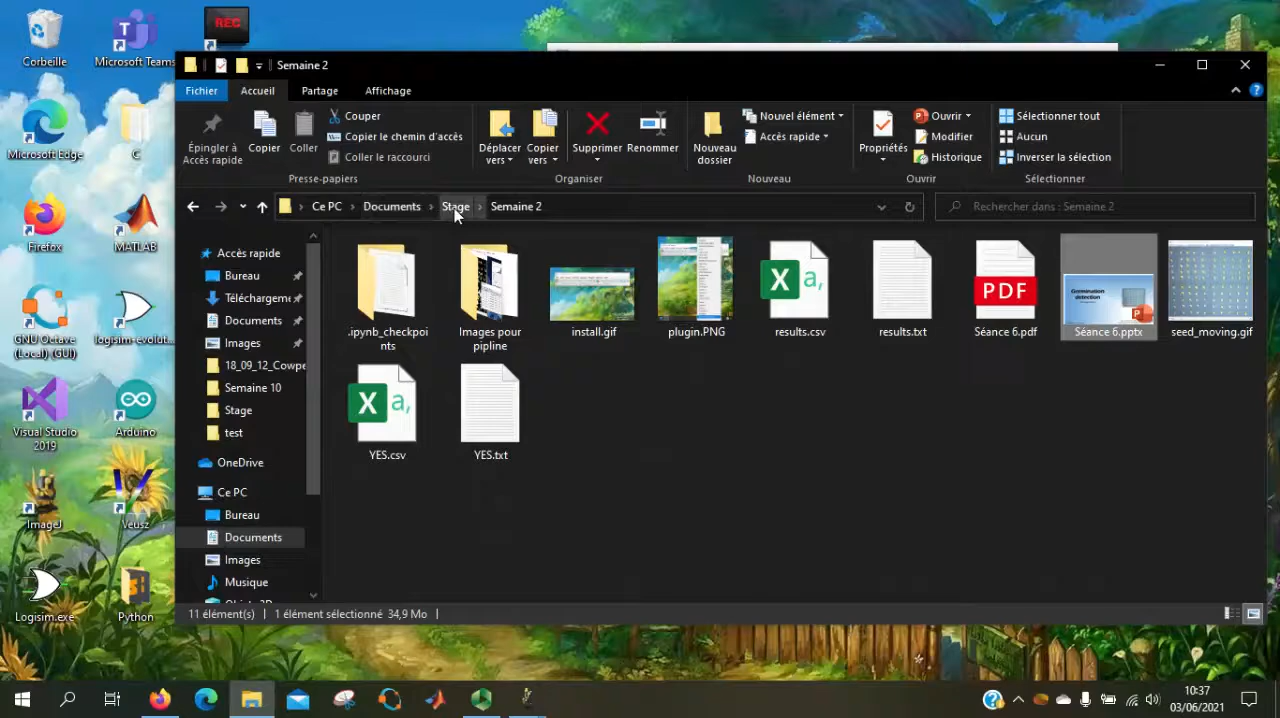 Corbeille
Microsoft Teams
REC
Microsoft Edge
C
Firefox
MATLAB
GNU Octave
(Local) (GUI)
logisim-evolut...
Visual Studio
2019
Arduino
ImageJ
Veusz
Logisim.exe
Python
Semaine 2
Fichier
Accueil
Partage
Affichage
Épingler à
Accès rapide
Copier
Coller
Couper
Copier le chemin d'accès
Coller le raccourci
Presse-papiers
Déplacer
vers
Copier
vers
Supprimer
Renommer
Organiser
Nouveau
dossier
Nouvel élément
Accès rapide
Nouveau
Propriétés
Ouvrir
Modifier
Historique
Ouvrir
Sélectionner tout
Aucun
Inverser la sélection
Sélectionner
Ce PC
Documents
Stage
Semaine 2
Rechercher dans : Semaine 2
Accès rapide
Bureau
Téléchargeme
Documents
Images
18_09_12_Cowpe
Semaine 10
Stage
test
OneDrive
Ce PC
Bureau
Documents
Images
Musique
.ipynb_checkpoi
nts
Images pour
pipline
install.gif
plugin.PNG
a,
results.csv
results.txt
PDF
Séance 6.pdf
Germination
detection
Séance 6.pptx
seed_moving.gif
a,
YES.csv
YES.txt
11 élément(s)
1 élément sélectionné 34,9 Mo
10:37
03/06/2021